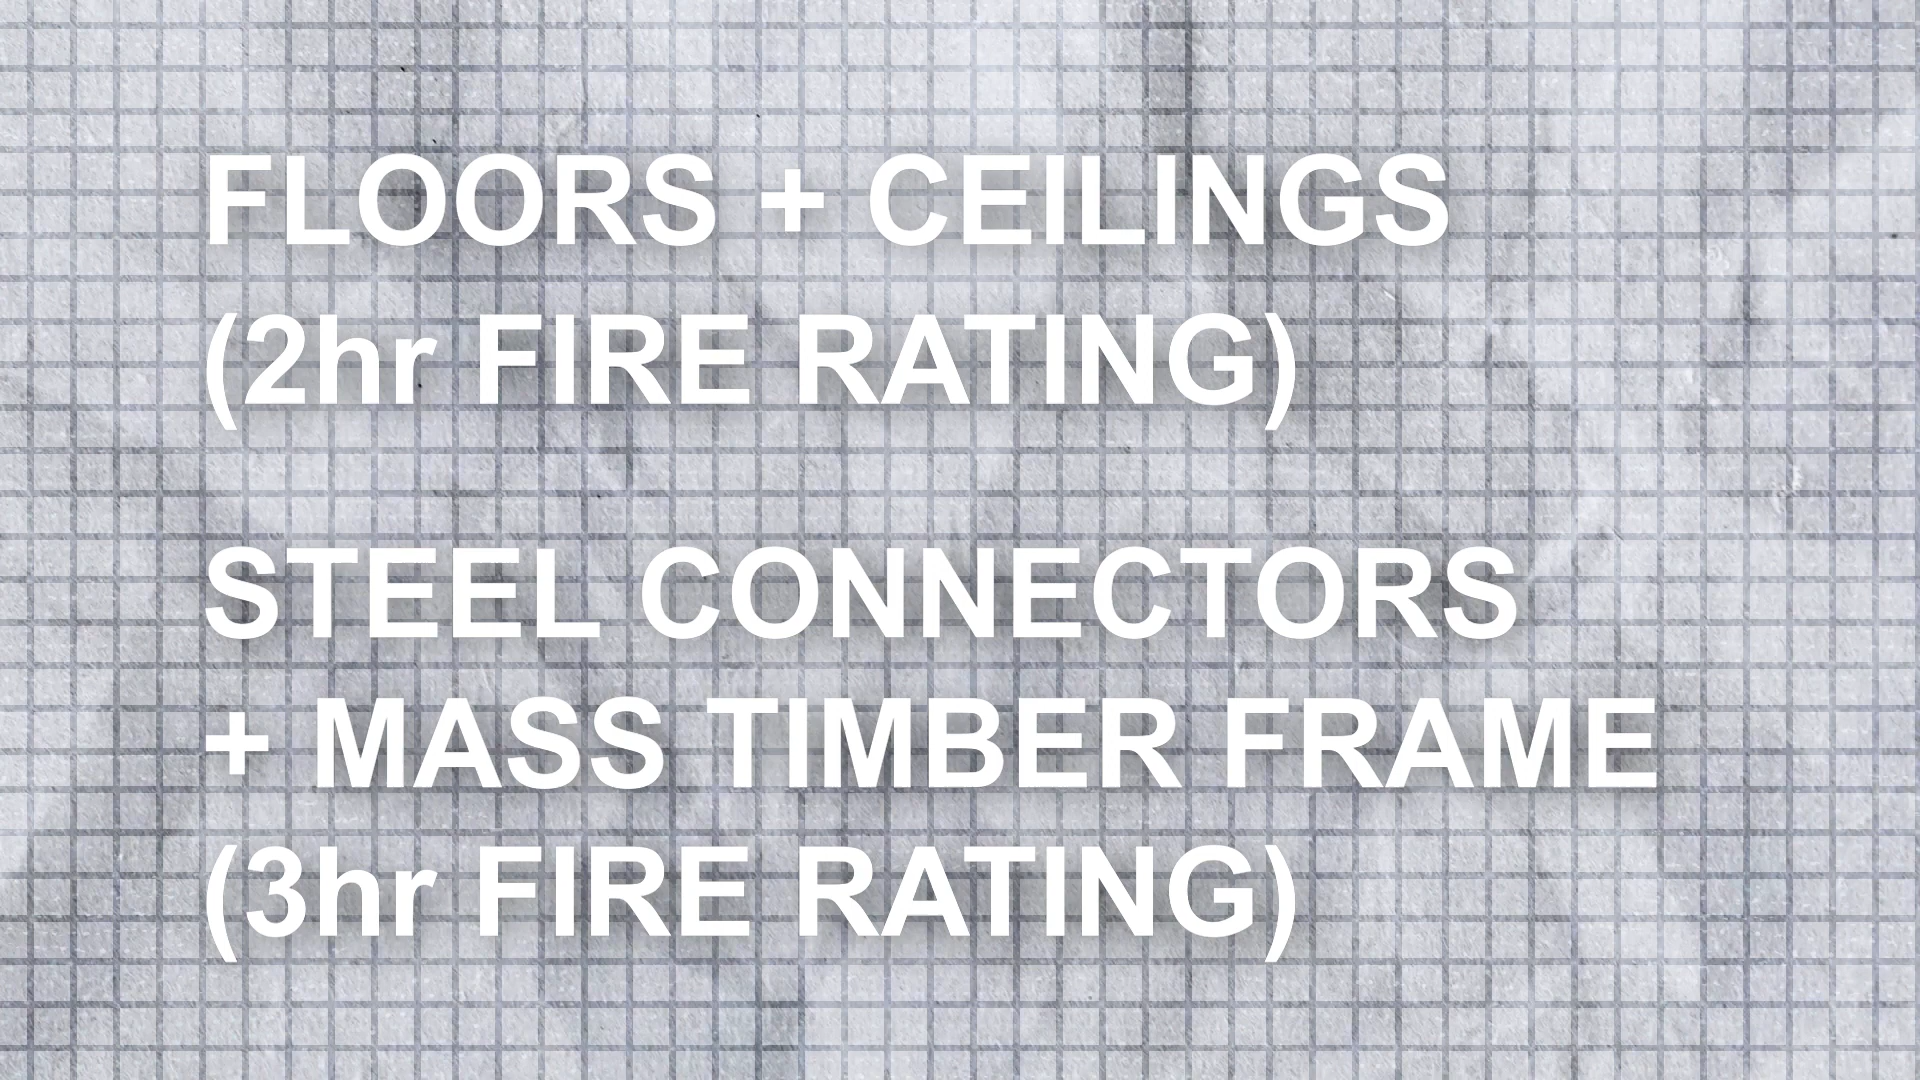 FLOORS + CEILINGS
(2hr FIRE RATING)
STEEL CONNECTORS
+ MASS TIMBER FRAME
(3hr FIRE RATING)